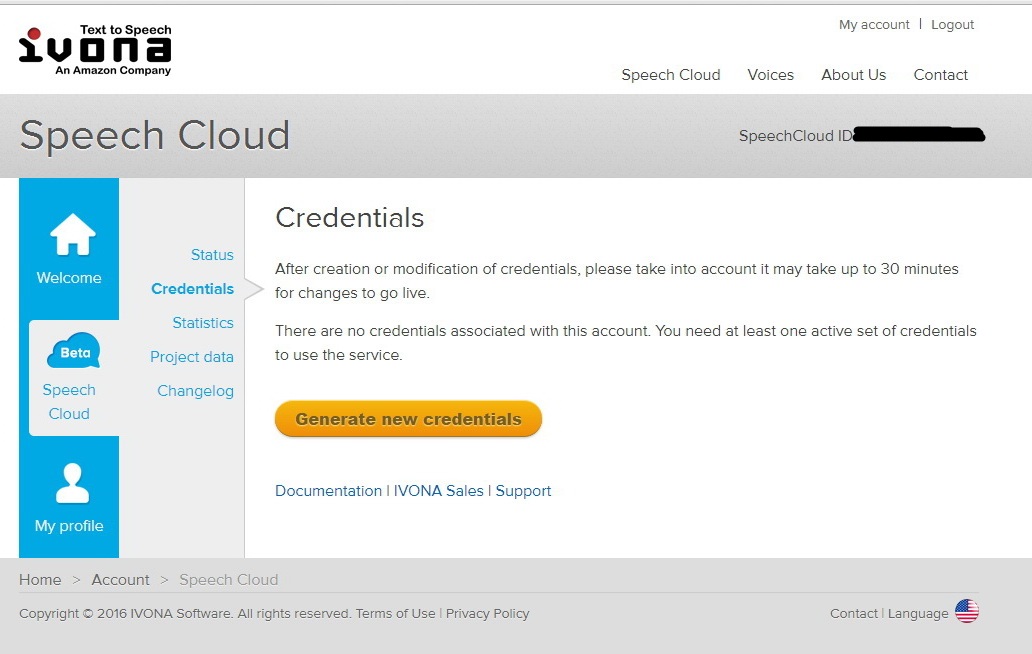 Text to Speech
ivona
An Amazon Company
My account | Logout
Speech Cloud Voices About Us Contact
Speech Cloud
SpeechCloud ID
Welcome
Beta
Speech
Cloud
My profile
Status
Credentials
Statistics
Project data
Changelog
Credentials
After creation or modification of credentials, please take into account it may take up to 30 minutes
for changes to go live.
There are no credentials associated with this account. You need at least one active set of credentials
to use the service.
Generate new credentials
Documentation | IVONA Sales | Support
Home > Account > Speech Cloud
Copyright © 2016 IVONA Software. All rights reserved. Terms of Use | Privacy Policy
Contact | Language